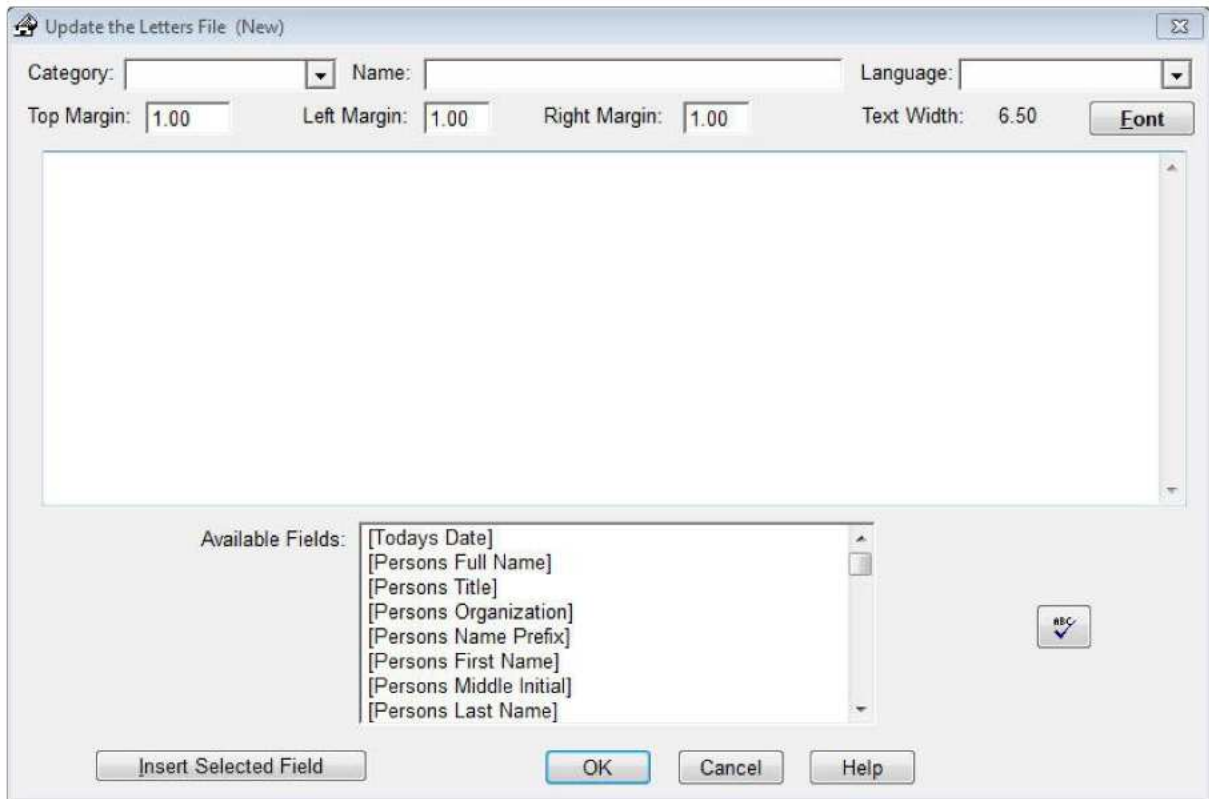 Update the Letters File (New)
Category: Name: Language:
Top Margin: 1.00 Left Margin: 1.00 Right Margin: 1.00 Text Width: 6.50 Font
Available Fields: [Todays Date]
[Persons Full Name]
[Persons Title]
[Persons Organization]
[Persons Name Prefix]
[Persons First Name]
[Persons Middle Initial]
[Persons Last Name]
ABC
Insert Selected Field OK Cancel Help